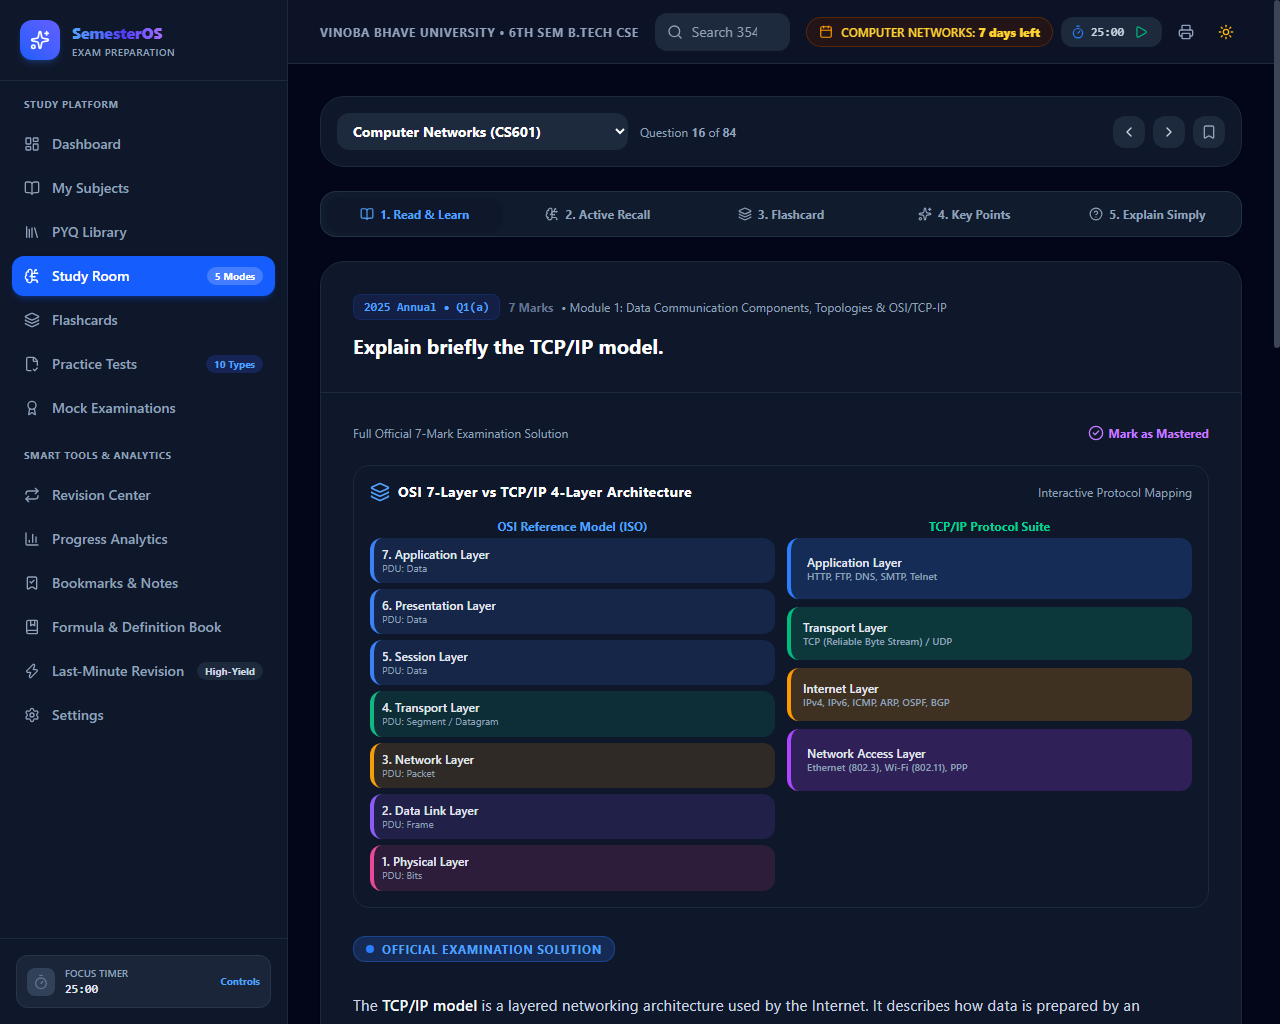 SemesterOS
EXAM PREPARATION
STUDY PLATFORM
Dashboard
My Subjects
PYQ Library
Study Room 5 Modes
Flashcards
Practice Tests 10 Types
Mock Examinations
SMART TOOLS & ANALYTICS
Revision Center
Progress Analytics
Bookmarks & Notes
Formula & Definition Book
Last-Minute Revision High-Yield
Settings
FOCUS TIMER
25:00
Controls
VINOBA BHAVE UNIVERSITY • 6TH SEM B.TECH CSE
Search 354
COMPUTER NETWORKS: 7 days left
25:00
Computer Networks (CS601)
Question 16 of 84
1. Read & Learn
2. Active Recall
3. Flashcard
4. Key Points
5. Explain Simply
2025 Annual • Q1(a) 7 Marks • Module 1: Data Communication Components, Topologies & OSI/TCP-IP
Explain briefly the TCP/IP model.
Full Official 7-Mark Examination Solution
Mark as Mastered
OSI 7-Layer vs TCP/IP 4-Layer Architecture
Interactive Protocol Mapping
OSI Reference Model (ISO)
7. Application Layer
PDU: Data
6. Presentation Layer
PDU: Data
5. Session Layer
PDU: Data
4. Transport Layer
PDU: Segment / Datagram
3. Network Layer
PDU: Packet
2. Data Link Layer
PDU: Frame
1. Physical Layer
PDU: Bits
TCP/IP Protocol Suite
Application Layer
HTTP, FTP, DNS, SMTP, Telnet
Transport Layer
TCP (Reliable Byte Stream) / UDP
Internet Layer
IPv4, IPv6, ICMP, ARP, OSPF, BGP
Network Access Layer
Ethernet (802.3), Wi-Fi (802.11), PPP
OFFICIAL EXAMINATION SOLUTION
The TCP/IP model is a layered networking architecture used by the Internet. It describes how data is prepared by an